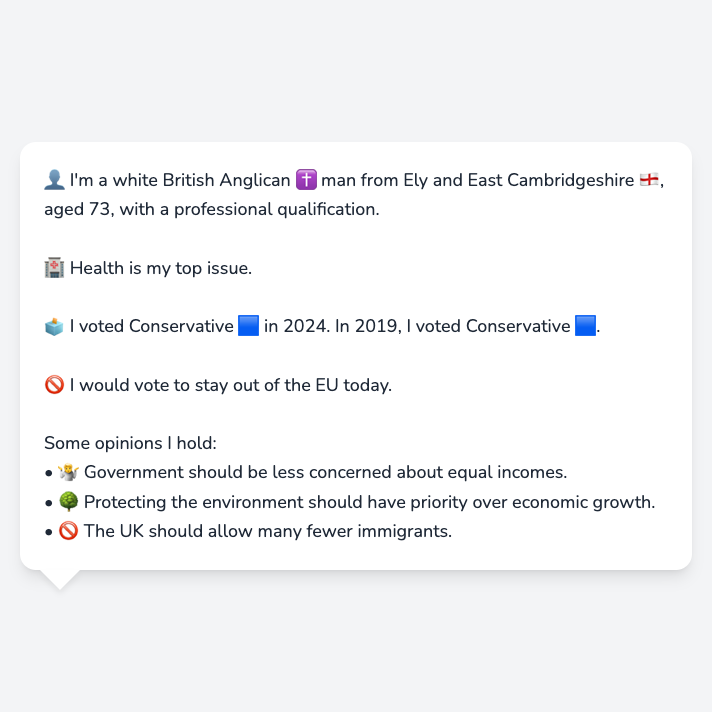 👤 I'm a white British Anglican ✝️ man from Ely and East Cambridgeshire 🏴󠁧󠁢󠁥󠁮󠁧󠁿,
aged 73, with a professional qualification.
🏥 Health is my top issue.
🗳️ I voted Conservative 🟦 in 2024. In 2019, I voted Conservative 🟦.
🚫 I would vote to stay out of the EU today.
Some opinions I hold:
• 🤷 Government should be less concerned about equal incomes.
• 🌳 Protecting the environment should have priority over economic growth.
• 🚫 The UK should allow many fewer immigrants.